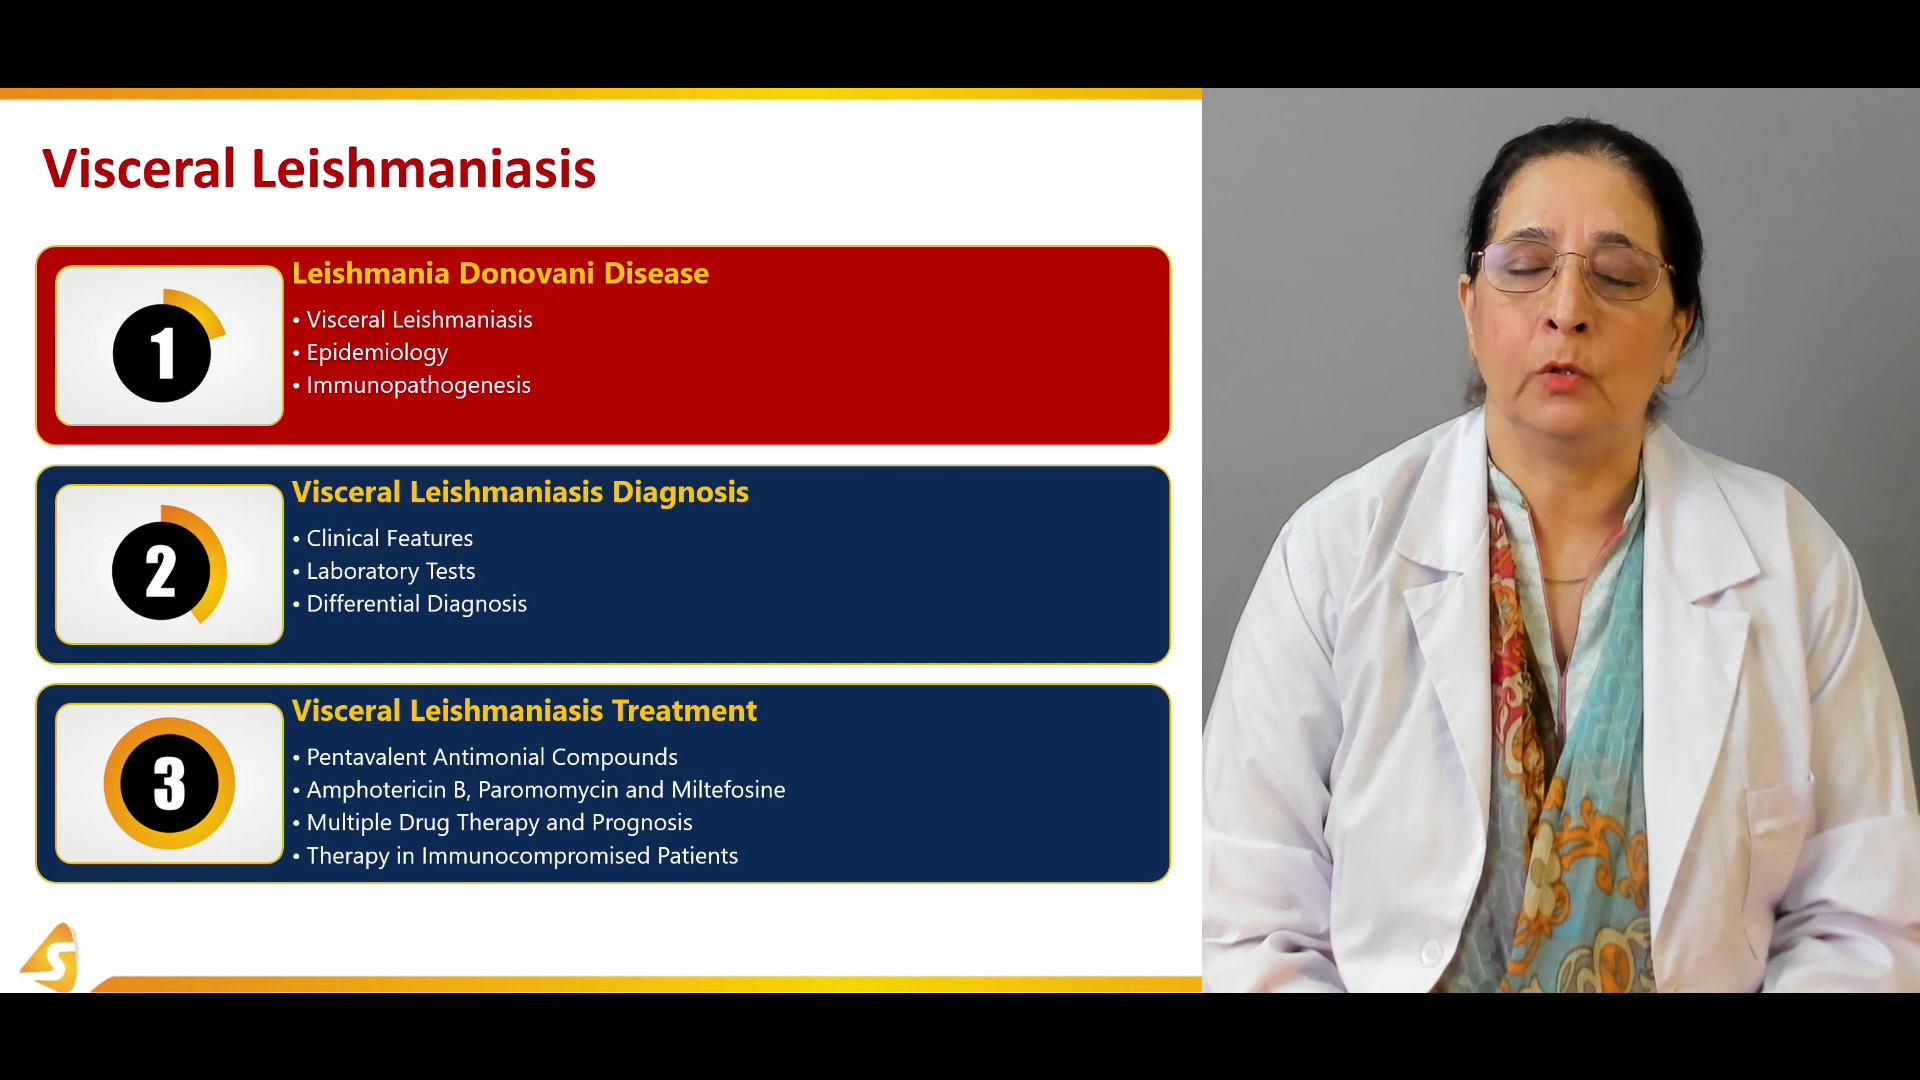 Visceral Leishmaniasis
1
Leishmania Donovani Disease
• Visceral Leishmaniasis
• Epidemiology
• Immunopathogenesis
2
Visceral Leishmaniasis Diagnosis
• Clinical Features
• Laboratory Tests
• Differential Diagnosis
3
Visceral Leishmaniasis Treatment
• Pentavalent Antimonial Compounds
• Amphotericin B, Paromomycin and Miltefosine
• Multiple Drug Therapy and Prognosis
• Therapy in Immunocompromised Patients
S